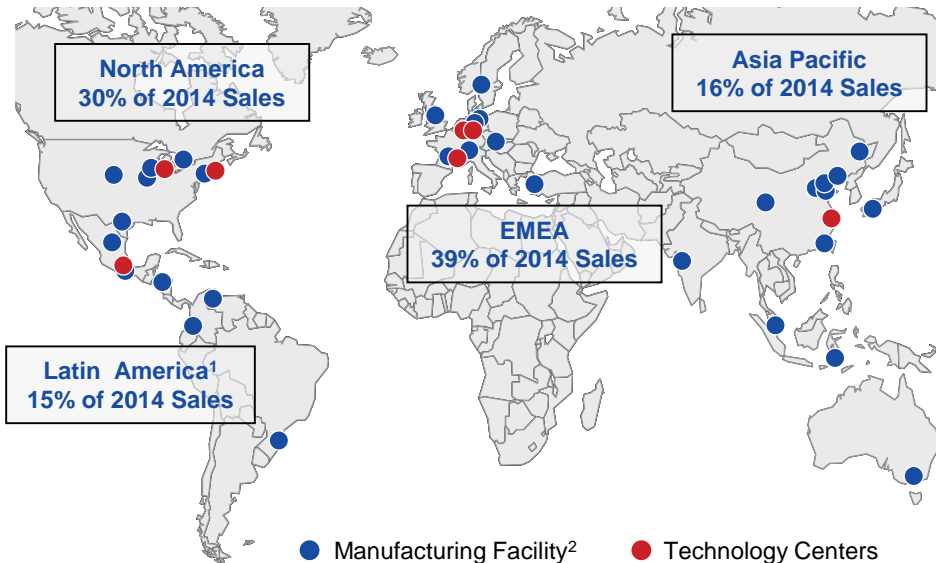 North America
30% of 2014 Sales
Asia Pacific
16% of 2014 Sales
EMEA
39% of 2014 Sales
Latin  America¹
15% of 2014 Sales
Manufacturing Facility²
Technology Centers